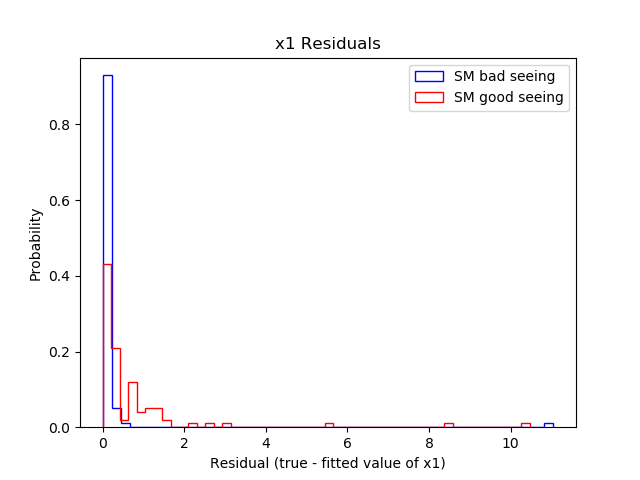 x1 Residuals
SM bad seeing
SM good seeing
Probability
0.8
0.6
0.4
0.2
0.0
0 2 4 6 8 10
Residual (true - fitted value of x1)